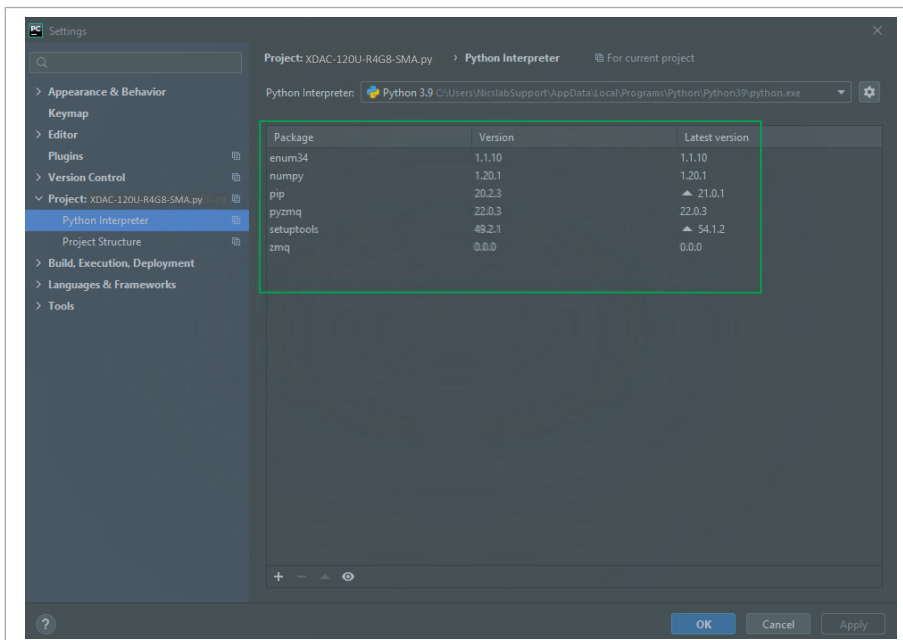 PC Settings
Project: XDAC-120U-R4G8-SMA.py > Python Interpreter For current project
Appearance & Behavior
Python Interpreter: Python 3.9 C:\Users\NicslabSupport\AppData\Local\Programs\Python\Python39\python.exe
Keymap
Editor
Plugins
Version Control
Project: XDAC-120U-R4G8-SMA.py
Python Interpreter
Project Structure
Build, Execution, Deployment
Languages & Frameworks
Tools
Package Version Latest version
enum34 1.1.10 1.1.10
numpy 1.20.1 1.20.1
pip 20.2.3 21.0.1
pyzmq 22.0.3 22.0.3
setuptools 49.2.1 54.1.2
zmq 0.0.0 0.0.0
? OK Cancel Apply